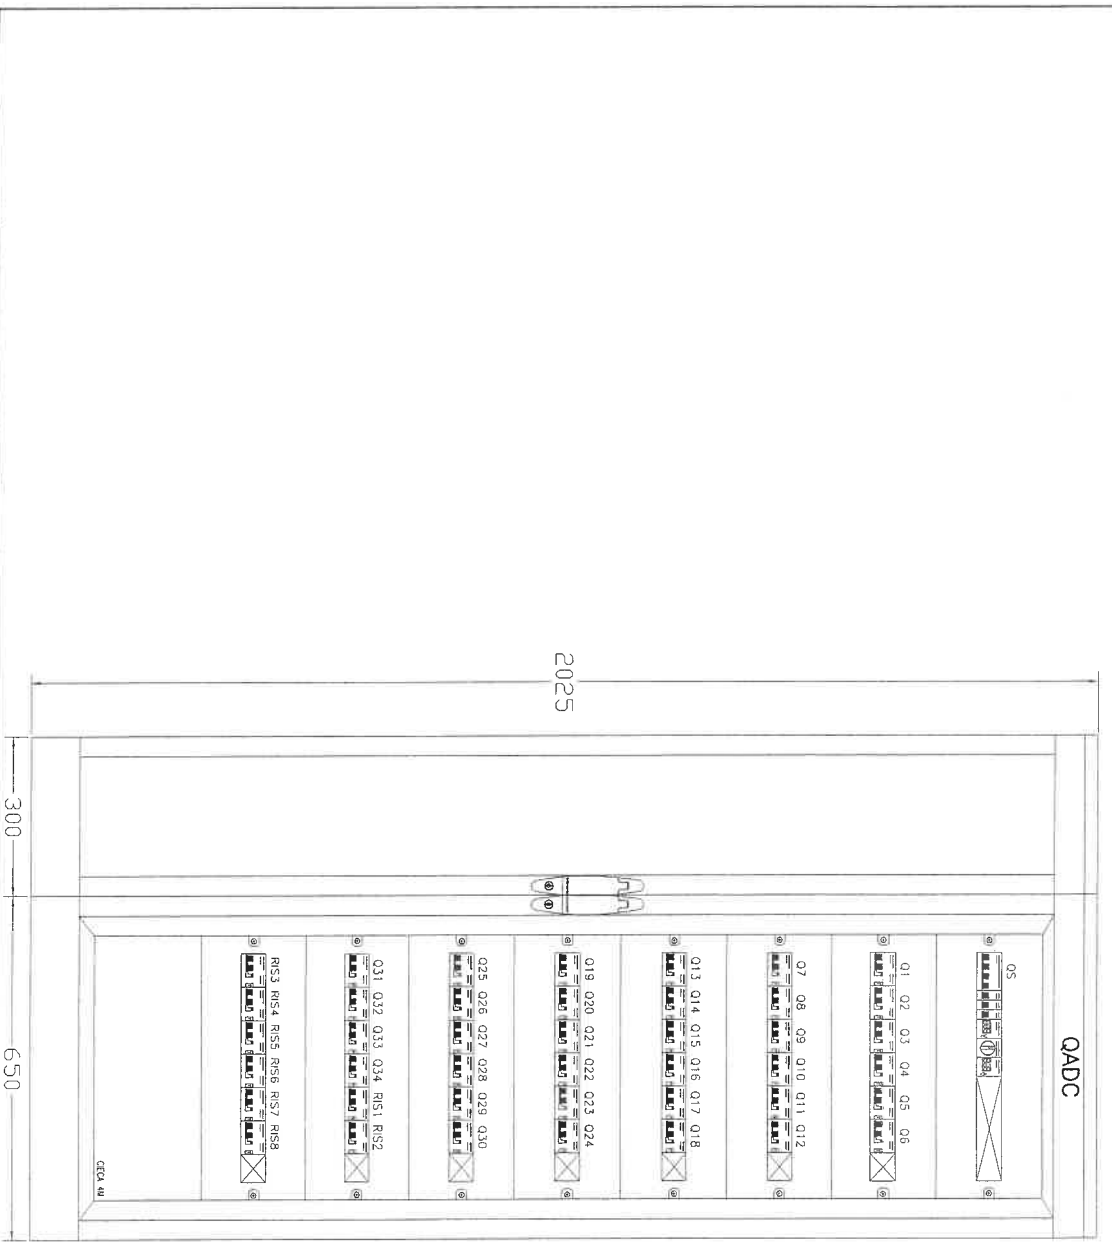 QADC
QS
Q1 Q2 Q3 Q4 Q5 Q6
Q7 Q8 Q9 Q10 Q11 Q12
Q13 Q14 Q15 Q16 Q17 Q18
Q19 Q20 Q21 Q22 Q23 Q24
Q25 Q26 Q27 Q28 Q29 Q30
Q31 Q32 Q33 Q34 RIS1 RIS2
RIS3 RIS4 RIS5 RIS6 RIS7 RIS8
CIECA 4M
2025
300
650